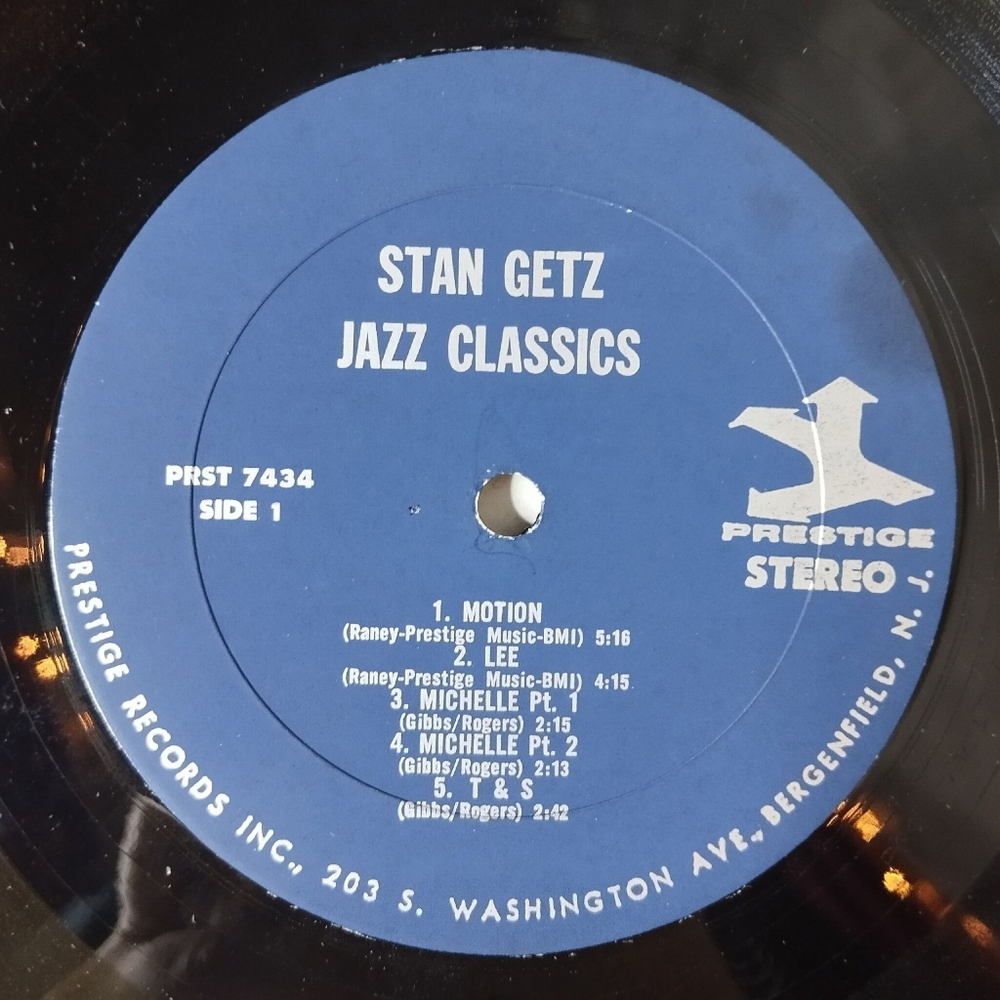 STAN GETZ
JAZZ CLASSICS
PRST 7434
SIDE 1
PRESTIGE
STEREO
1. MOTION
(Raney-Prestige Music-BMI) 5:16
2. LEE
(Raney-Prestige Music-BMI) 4:15
3. MICHELLE Pt. 1
(Gibbs/Rogers) 2:15
4. MICHELLE Pt. 2
(Gibbs/Rogers) 2:13
5. T & S
(Gibbs/Rogers) 2:42
PRESTIGE RECORDS INC., 203 S. WASHINGTON AVE., BERGENFIELD, N. J.